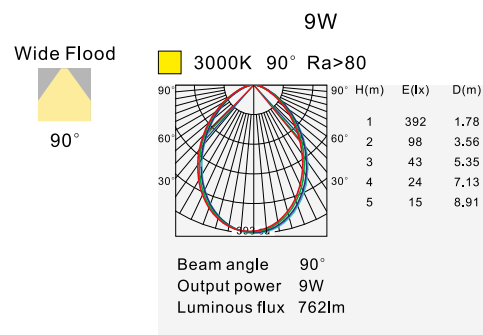 9W
Wide Flood
90°
3000K 90° Ra>80
90° 90°
60° 60°
30° 30°
H(m) E(lx) D(m)
1 392 1.78
2 98 3.56
3 43 5.35
4 24 7.13
5 15 8.91
Beam angle 90°
Output power 9W
Luminous flux 762lm